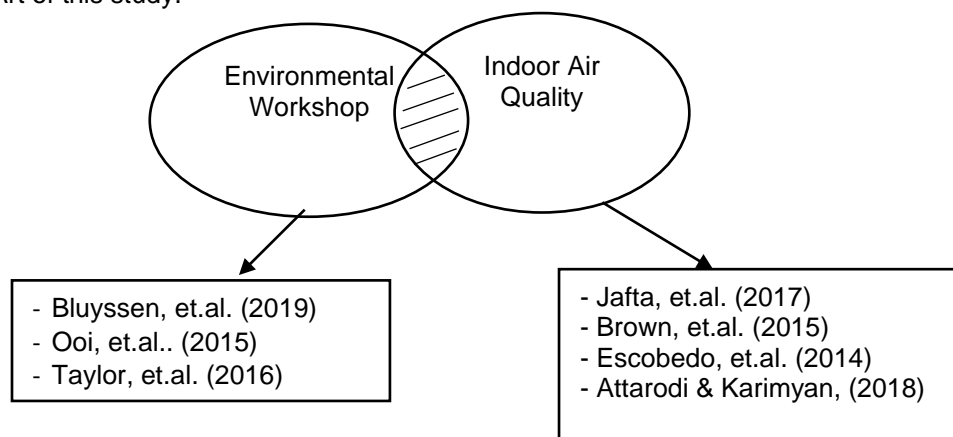 Art of this study.
Environmental
Workshop
Indoor Air
Quality
- Bluyssen, et.al. (2019)
- Ooi, et.al.. (2015)
- Taylor, et.al. (2016)
- Jafta, et.al. (2017)
- Brown, et.al. (2015)
- Escobedo, et.al. (2014)
- Attarodi & Karimyan, (2018)